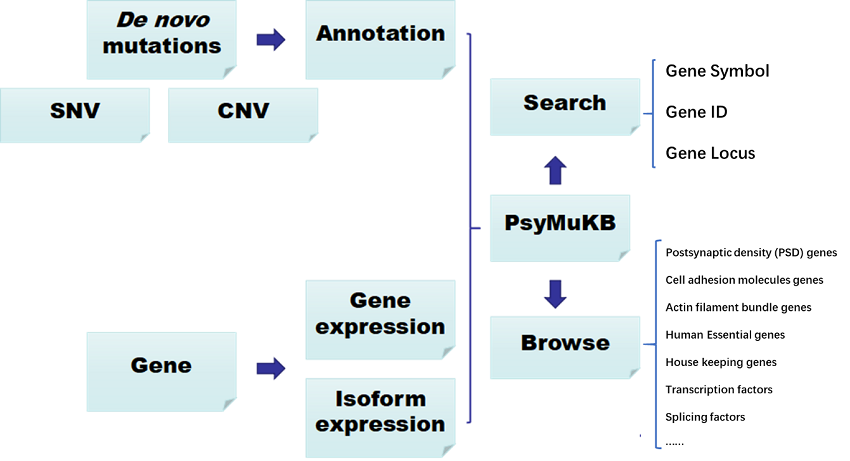 De novo
mutations
Annotation
SNV
CNV
Search
Gene Symbol
Gene ID
Gene Locus
PsyMuKB
Gene
expression
Gene
Isoform
expression
Browse
Postsynaptic density (PSD) genes
Cell adhesion molecules genes
Actin filament bundle genes
Human Essential genes
House keeping genes
Transcription factors
Splicing factors
......